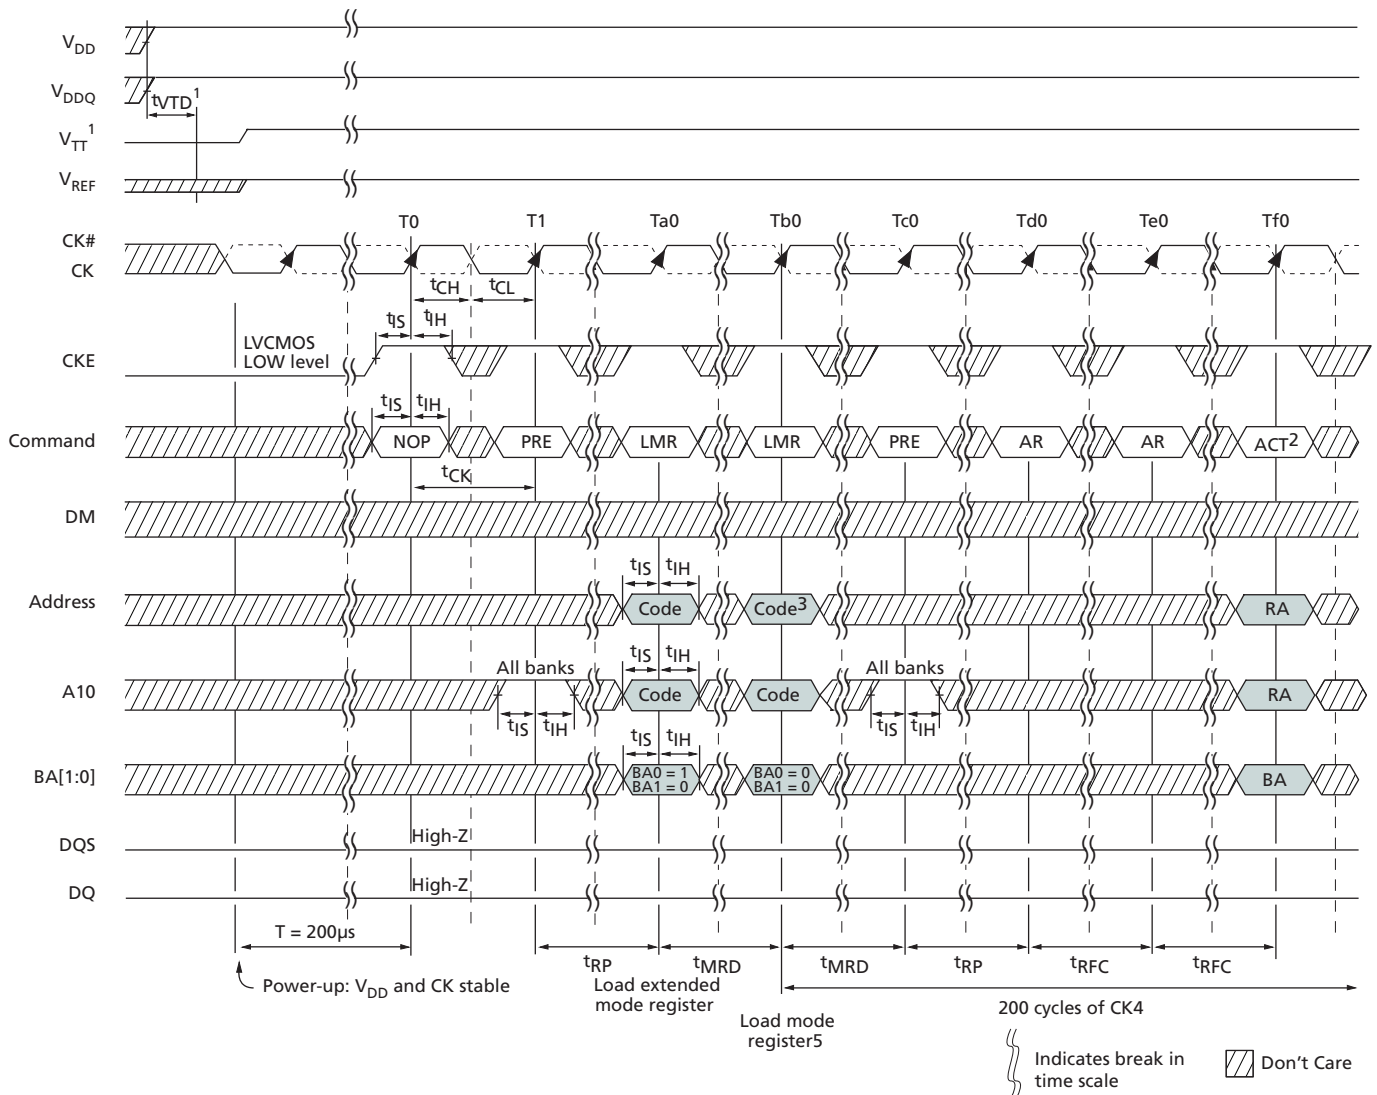 VDD
VDDQ
tVTD1
VTT1
VREF
T0 T1 Ta0 Tb0 Tc0 Td0 Te0 Tf0
CK#
CK
tCH tCL
tIS tIH
LVCMOS
LOW level
CKE
tIS tIH
Command NOP PRE LMR LMR PRE AR AR ACT2
tCK
DM
tIS tIH
Address Code Code3 RA
tIS tIH
All banks All banks
A10 Code Code RA
tIS tIH tIS tIH
tIS tIH
BA[1:0] BA0 = 1 BA0 = 0 BA
BA1 = 0 BA1 = 0
DQS High-Z
DQ High-Z
T = 200µs
tRP tMRD tMRD tRP tRFC tRFC
Power-up: VDD and CK stable
Load extended
mode register
200 cycles of CK4
Load mode
register5
Indicates break in
time scale
Don't Care